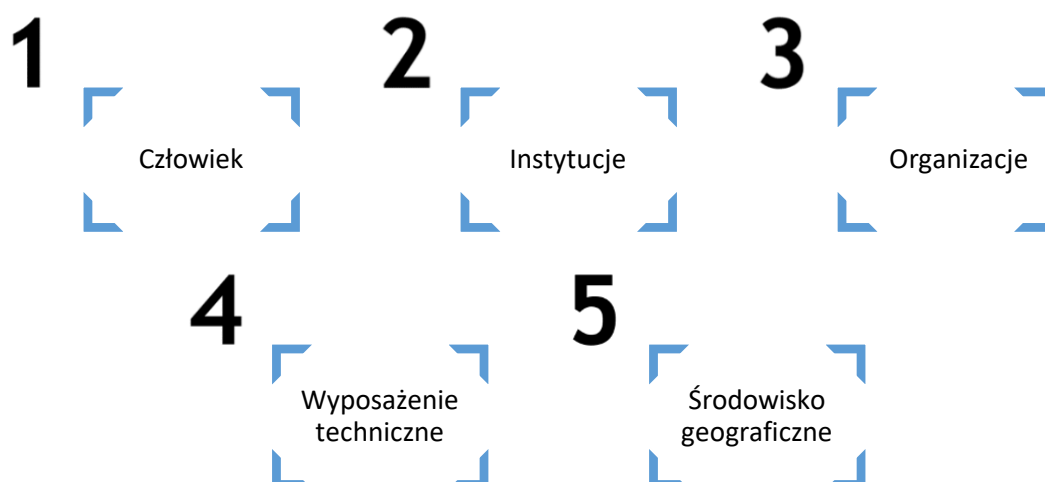 1
2
3
Człowiek
Instytucje
Organizacje
4
5
Wyposażenie
techniczne
Środowisko
geograficzne